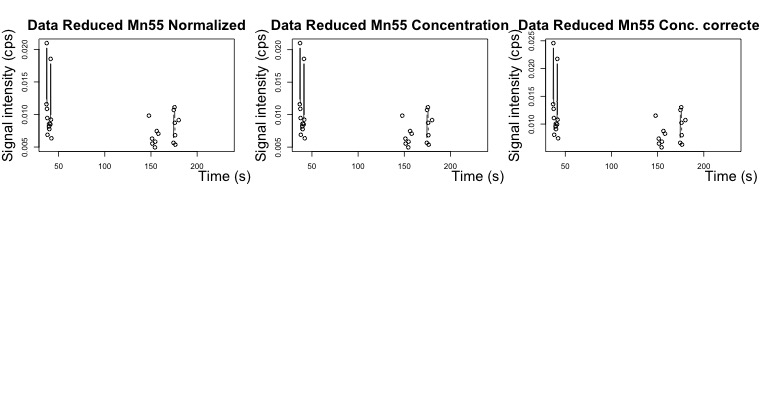 Data Reduced Mn55 Normalized
Signal intensity (cps)
0.005 0.010 0.015 0.020
50 100 150 200
Time (s)
Data Reduced Mn55 Concentration
Signal intensity (cps)
0.005 0.010 0.015 0.020
50 100 150 200
Time (s)
Data Reduced Mn55 Conc. correcte
Signal intensity (cps)
0.010 0.015 0.020 0.025
50 100 150 200
Time (s)